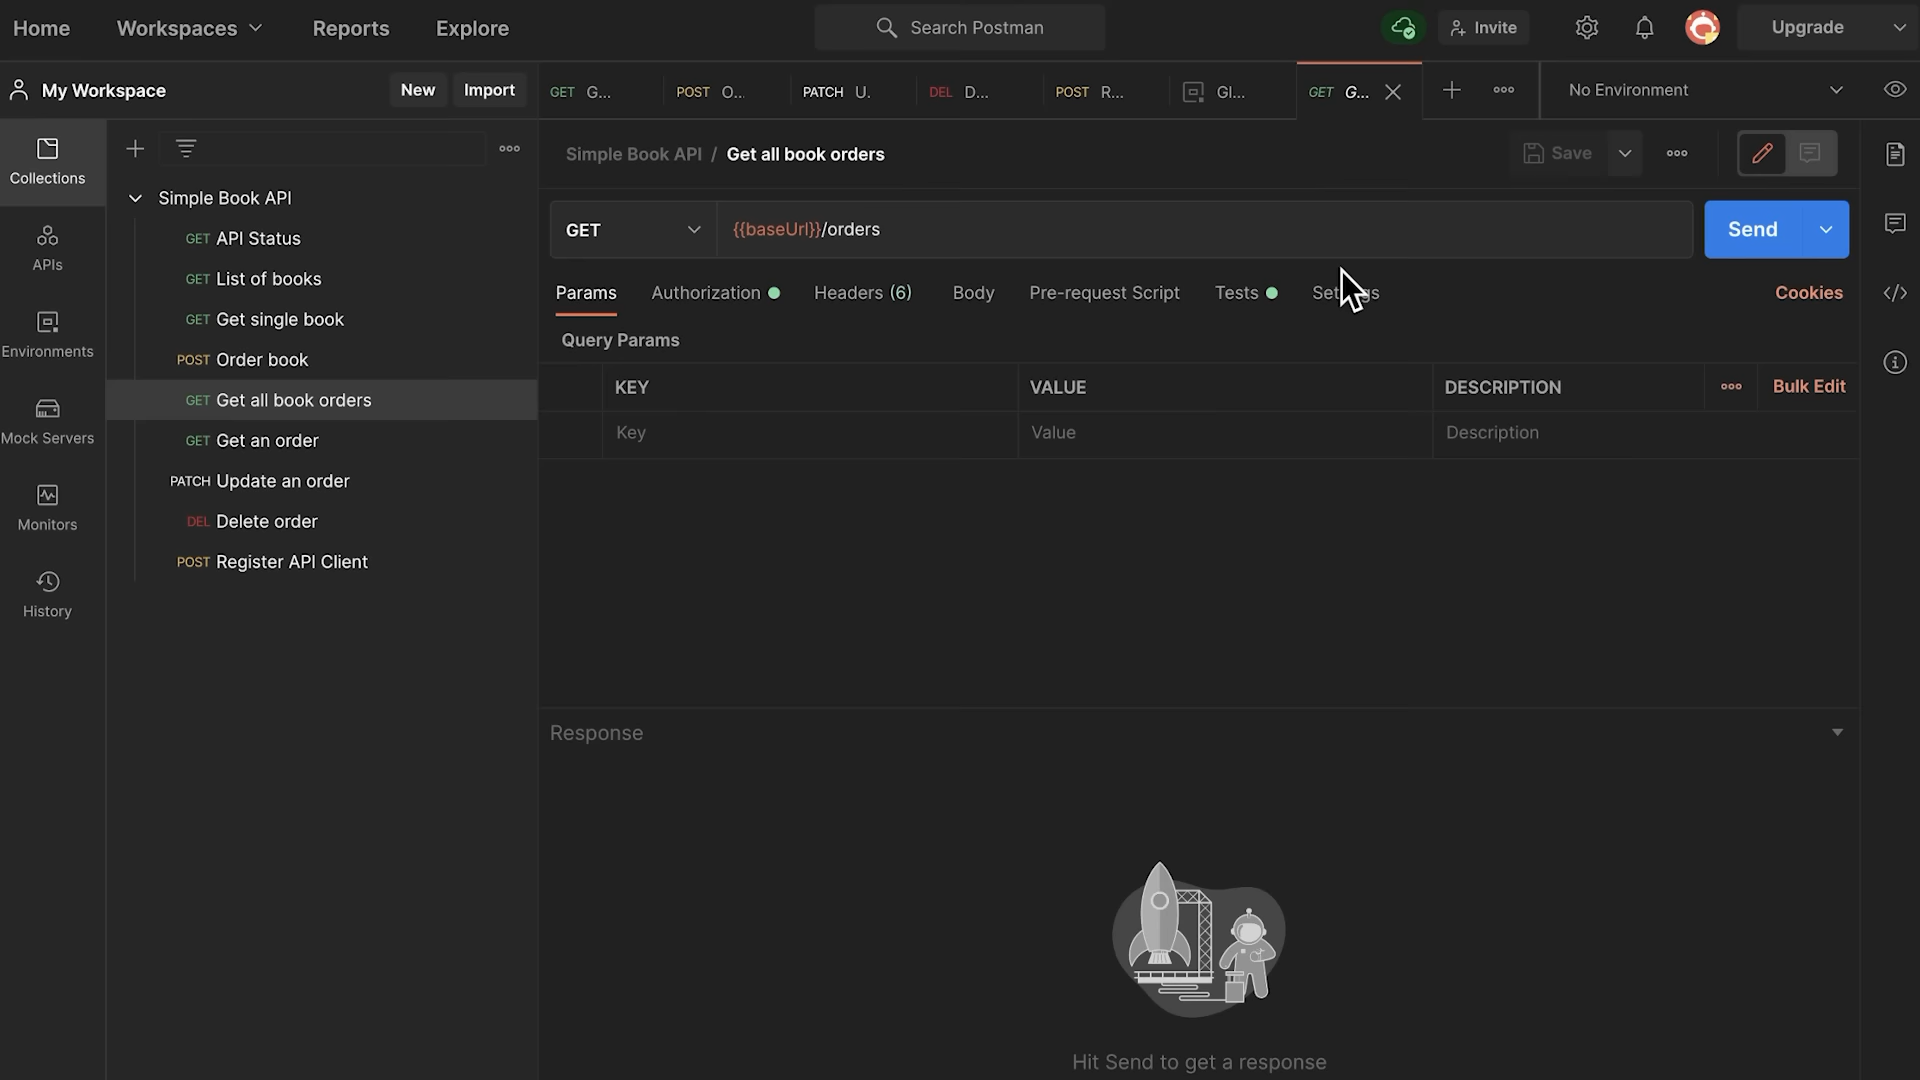 Home Workspaces Reports Explore Search Postman Invite Upgrade
My Workspace New Import GET G... POST O... PATCH U. DEL D... POST R... Gl... GET G... No Environment
Collections
APIs
Environments
Mock Servers
Monitors
History
Simple Book API
GET API Status
GET List of books
GET Get single book
POST Order book
GET Get all book orders
GET Get an order
PATCH Update an order
DEL Delete order
POST Register API Client
Simple Book API / Get all book orders Save
GET {{baseUrl}}/orders Send
Params Authorization Headers (6) Body Pre-request Script Tests Cookies
Query Params
KEY VALUE DESCRIPTION Bulk Edit
Key Value Description
Response
Hit Send to get a response